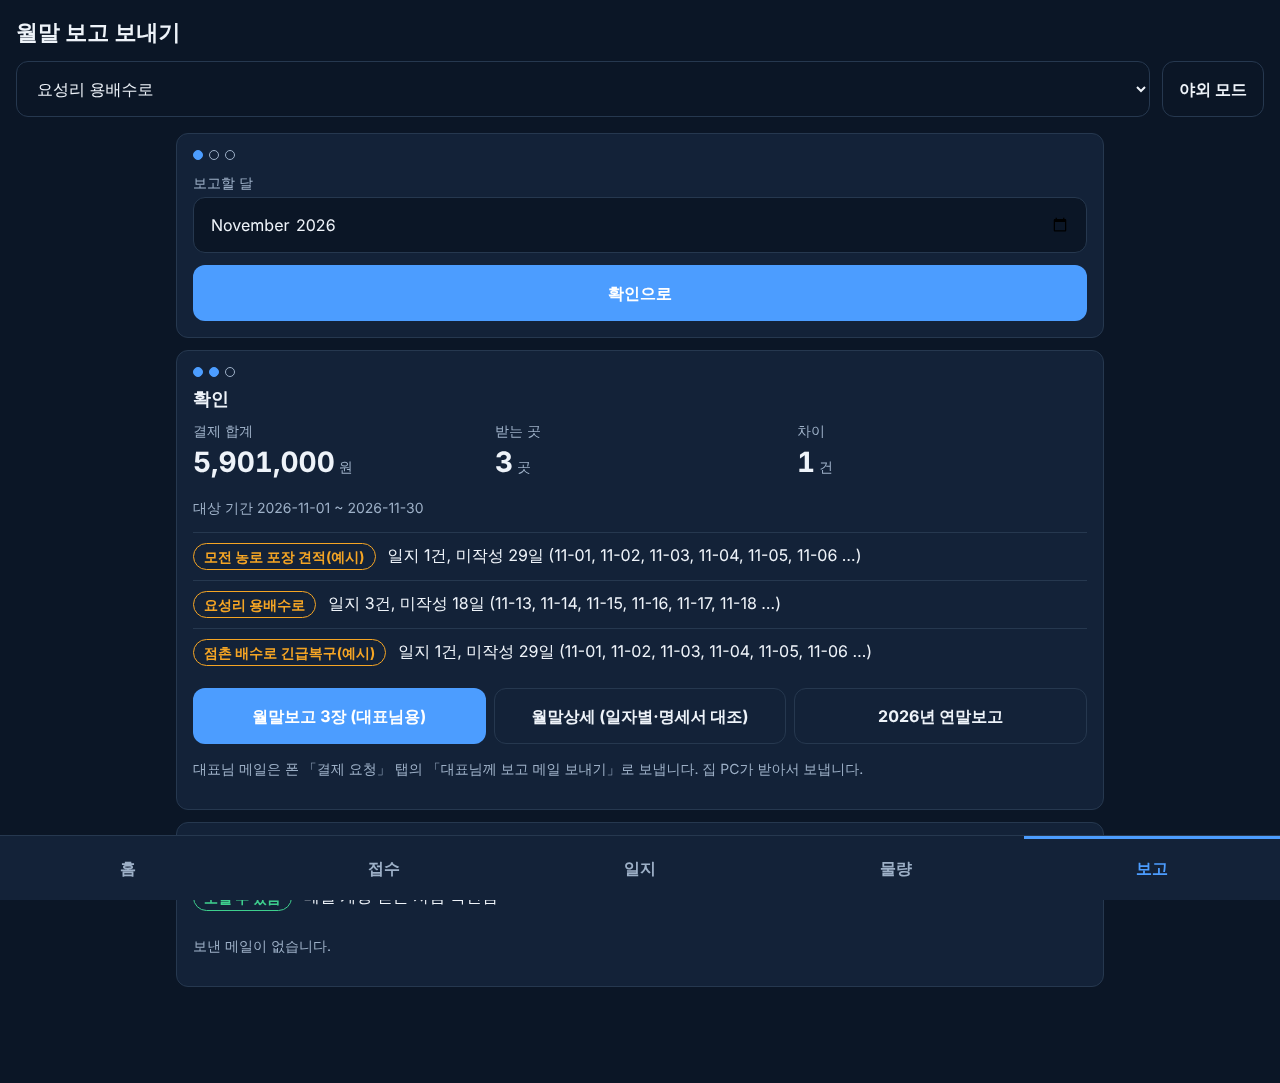 월말 보고 보내기
요성리 용배수로
야외 모드
보고할 달
November 2026
확인으로
확인
결제 합계 받는 곳 차이
5,901,000 원 3 곳 1 건
대상 기간 2026-11-01 ~ 2026-11-30
모전 농로 포장 견적(예시) 일지 1건, 미작성 29일 (11-01, 11-02, 11-03, 11-04, 11-05, 11-06 ...)
요성리 용배수로 일지 3건, 미작성 18일 (11-13, 11-14, 11-15, 11-16, 11-17, 11-18 ...)
점촌 배수로 긴급복구(예시) 일지 1건, 미작성 29일 (11-01, 11-02, 11-03, 11-04, 11-05, 11-06 ...)
월말보고 3장 (대표님용) 월말상세 (일자별·명세서 대조) 2026년 연말보고
대표님 메일은 폰 「결제 요청」 탭의 「대표님께 보고 메일 보내기」로 보냅니다. 집 PC가 받아서 보냅니다.
홈 접수 일지 물량 보고
보낸 메일이 없습니다.